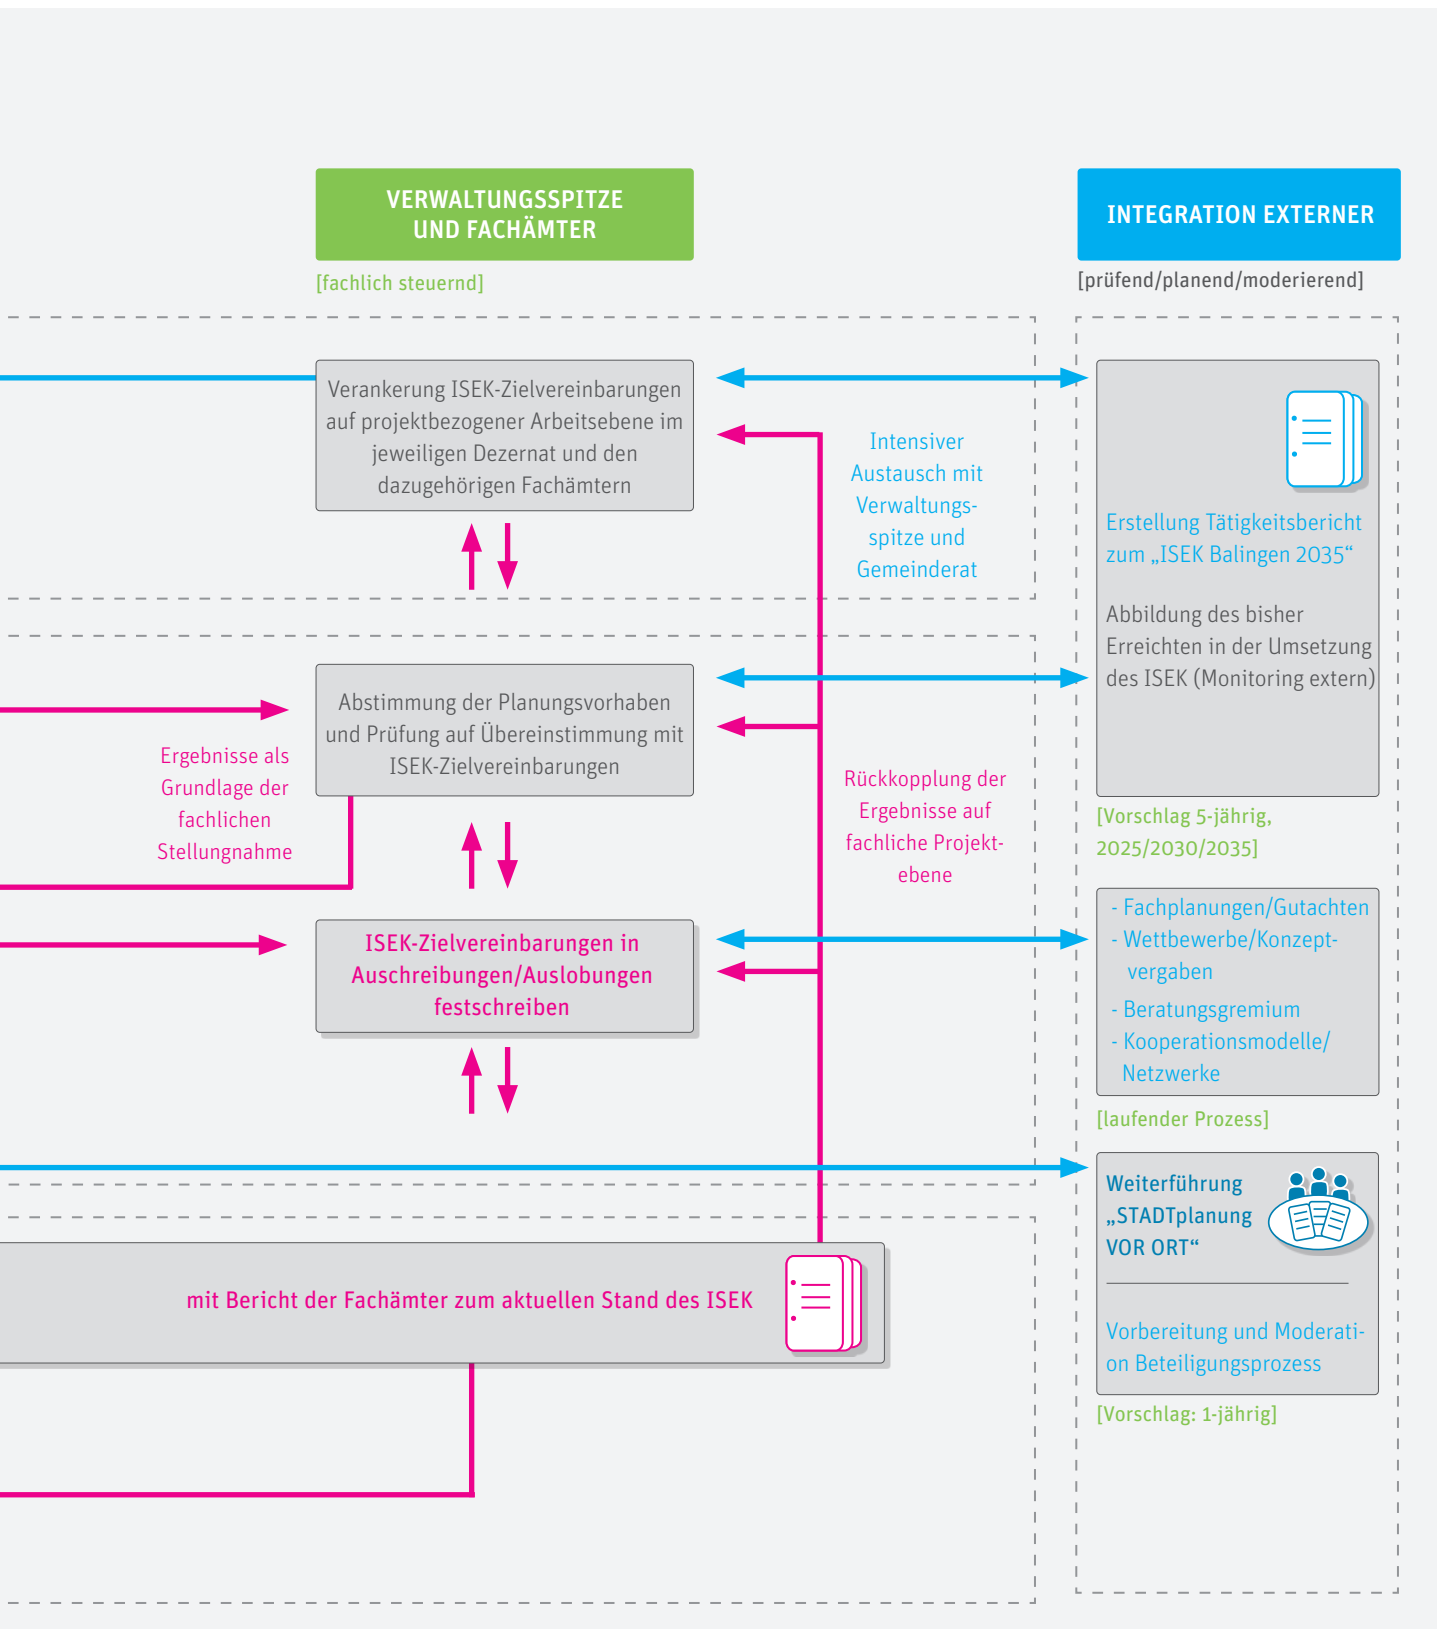 VERWALTUNGSSPITZE
UND FACHÄMTER
[fachlich steuernd]
INTEGRATION EXTERNER
[prüfend/planend/moderierend]
Verankerung ISEK-Zielvereinbarungen
auf projektbezogener Arbeitsebene im
jeweiligen Dezernat und den
dazugehörigen Fachämtern
Intensiver
Austausch mit
Verwaltungs-
spitze und
Gemeinderat
Erstellung Tätigkeitsbericht
zum „ISEK Balingen 2035“
Abbildung des bisher
Erreichten in der Umsetzung
des ISEK (Monitoring extern)
[Vorschlag 5-jährig,
2025/2030/2035]
Abstimmung der Planungsvorhaben
und Prüfung auf Übereinstimmung mit
ISEK-Zielvereinbarungen
Ergebnisse als
Grundlage der
fachlichen
Stellungnahme
Rückkopplung der
Ergebnisse auf
fachliche Projekt-
ebene
ISEK-Zielvereinbarungen in
Auschreibungen/Auslobungen
festschreiben
- Fachplanungen/Gutachten
- Wettbewerbe/Konzept-
vergaben
- Beratungsgremium
- Kooperationsmodelle/
Netzwerke
[laufender Prozess]
Weiterführung
„STADTplanung
VOR ORT“
Vorbereitung und Moderati-
on Beteiligungsprozess
[Vorschlag: 1-jährig]
mit Bericht der Fachämter zum aktuellen Stand des ISEK